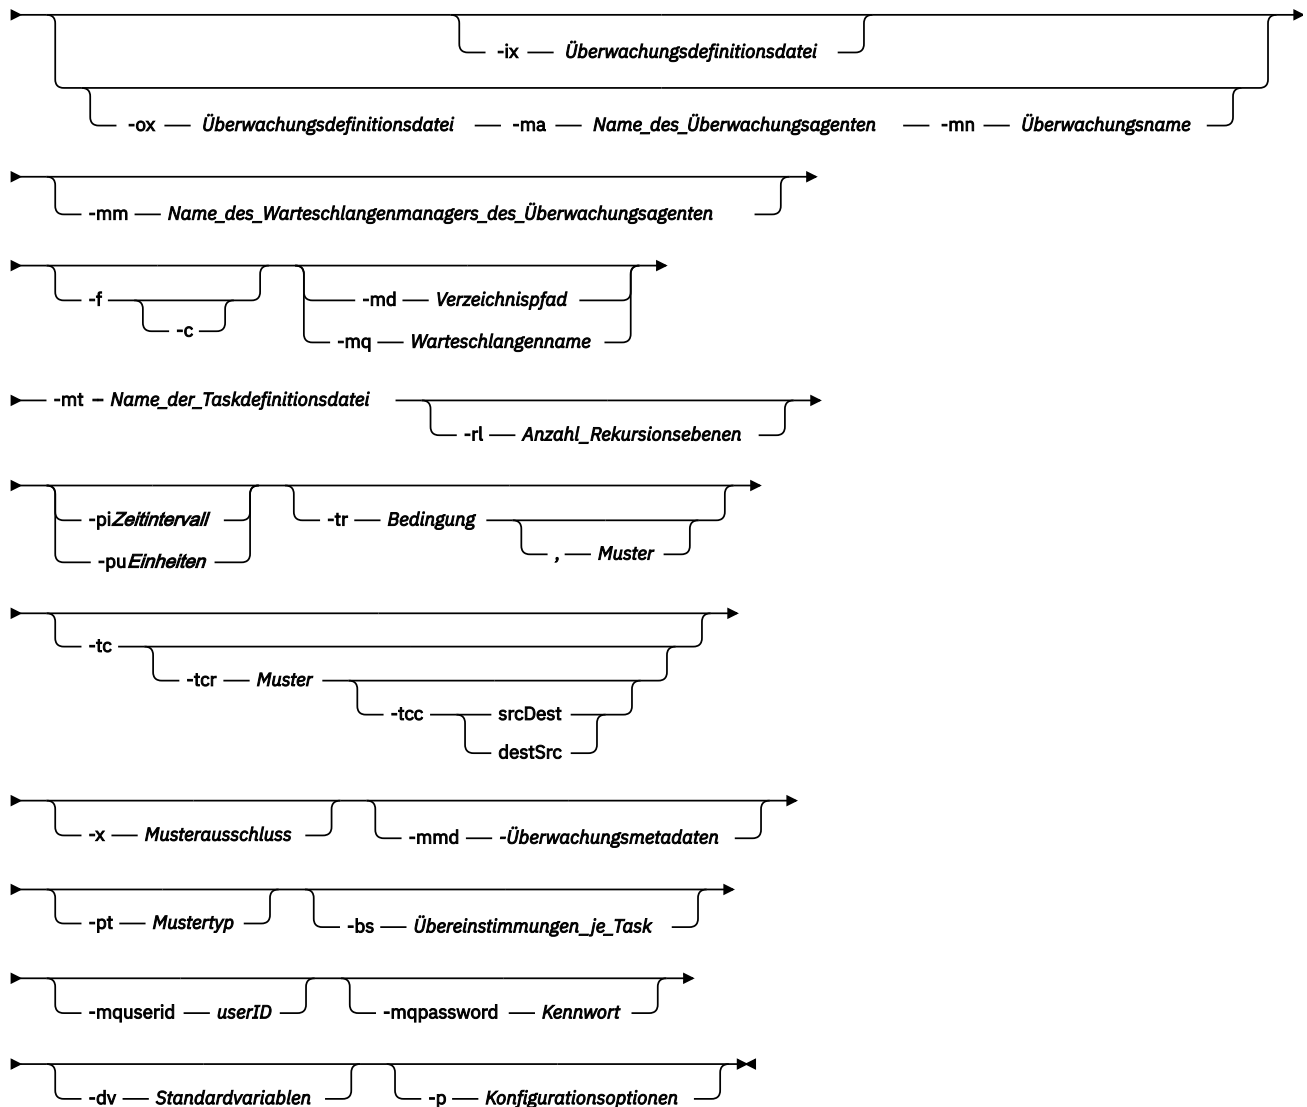 -ix Überwachungsdefinitionsdatei
-ox Überwachungsdefinitionsdatei -ma Name_des_Überwachungsagenten -mn Überwachungsname
-mm Name_des_Warteschlangenmanagers_des_Überwachungsagenten
-f -md Verzeichnispfad
-c
-mq Warteschlangenname
-mt Name_der_Taskdefinitionsdatei
-rl Anzahl_Rekursionsebenen
-piZeitintervall -tr Bedingung
, Muster
-puEinheiten
-tc
-tcr Muster
-tcc srcDest
destSrc
-x Musterausschluss -mmd -Überwachungsmetadaten
-pt Mustertyp -bs Übereinstimmungen_je_Task
-mquserid userID -mqpassword Kennwort
-dv Standardvariablen -p Konfigurationsoptionen